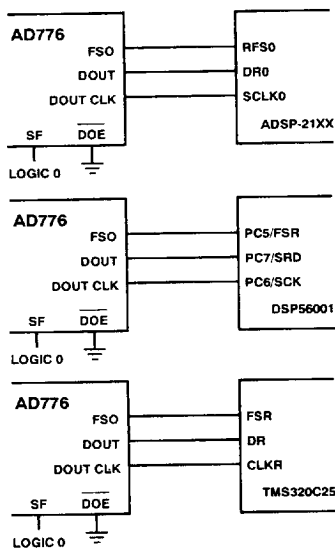 AD776
FSO
DOUT
DOUT CLK
SF
DOE
LOGIC 0
RFS0
DR0
SCLK0
ADSP-21XX
AD776
FSO
DOUT
DOUT CLK
SF
DOE
LOGIC 0
PC5/FSR
PC7/SRD
PC6/SCK
DSP56001
AD776
FSO
DOUT
DOUT CLK
SF
DOE
LOGIC 0
FSR
DR
CLKR
TMS320C25